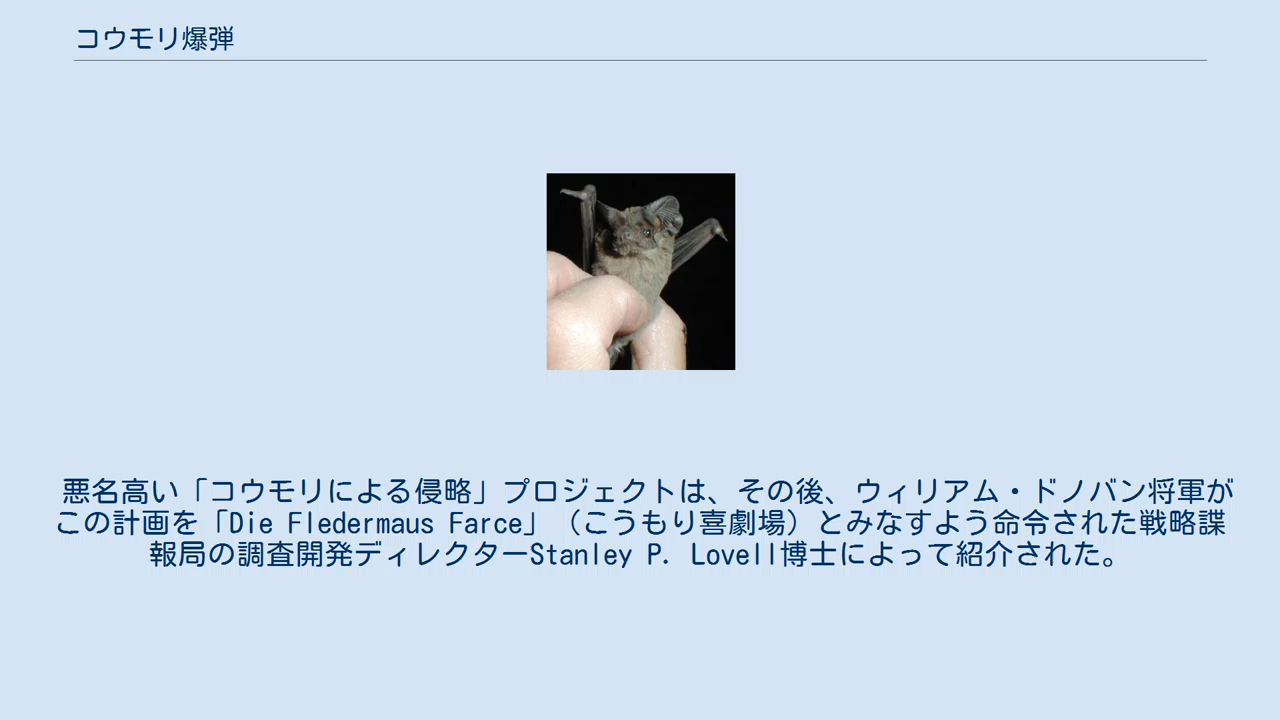 コウモリ爆弾
悪名高い「コウモリによる侵略」プロジェクトは、その後、ウィリアム・ドノバン将軍が
この計画を「Die Fledermaus Farce」（こうもり喜劇場）とみなすよう命令された戦略諜
報局の調査開発ディレクターStanley P. Lovell博士によって紹介された。